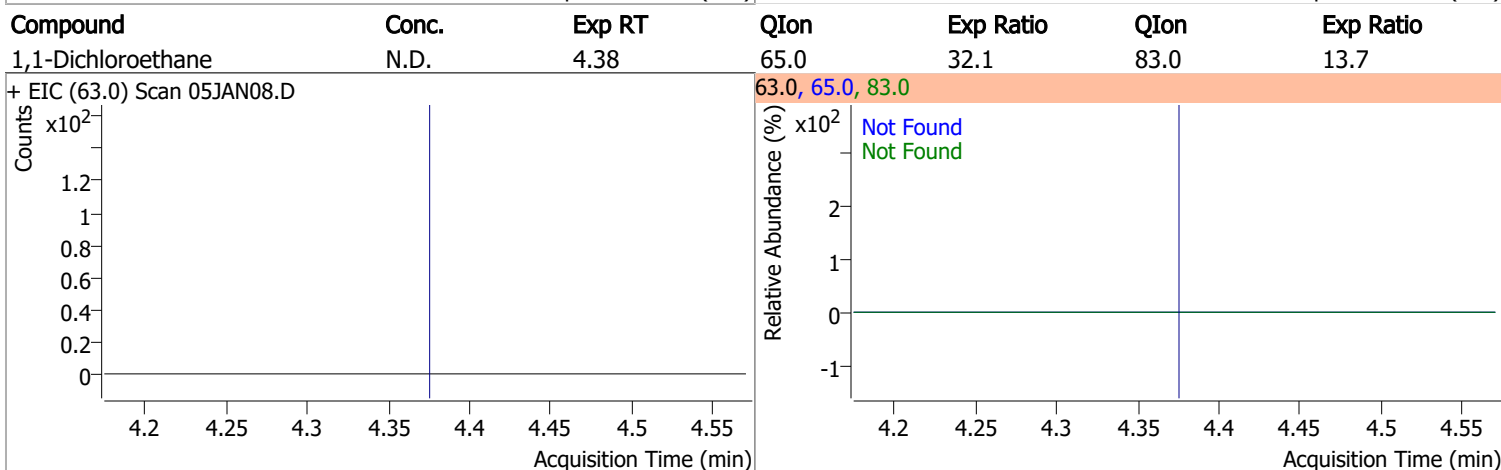 Compound Conc. Exp RT QIon Exp Ratio QIon Exp Ratio
1,1-Dichloroethane N.D. 4.38 65.0 32.1 83.0 13.7
+ EIC (63.0) Scan 05JAN08.D
Counts
x10²
1.2
1
0.8
0.6
0.4
0.2
0
4.2 4.25 4.3 4.35 4.4 4.45 4.5 4.55
Acquisition Time (min)
63.0, 65.0, 83.0
Relative Abundance (%)
x10²
Not Found
Not Found
2
1
0
-1
4.2 4.25 4.3 4.35 4.4 4.45 4.5 4.55
Acquisition Time (min)